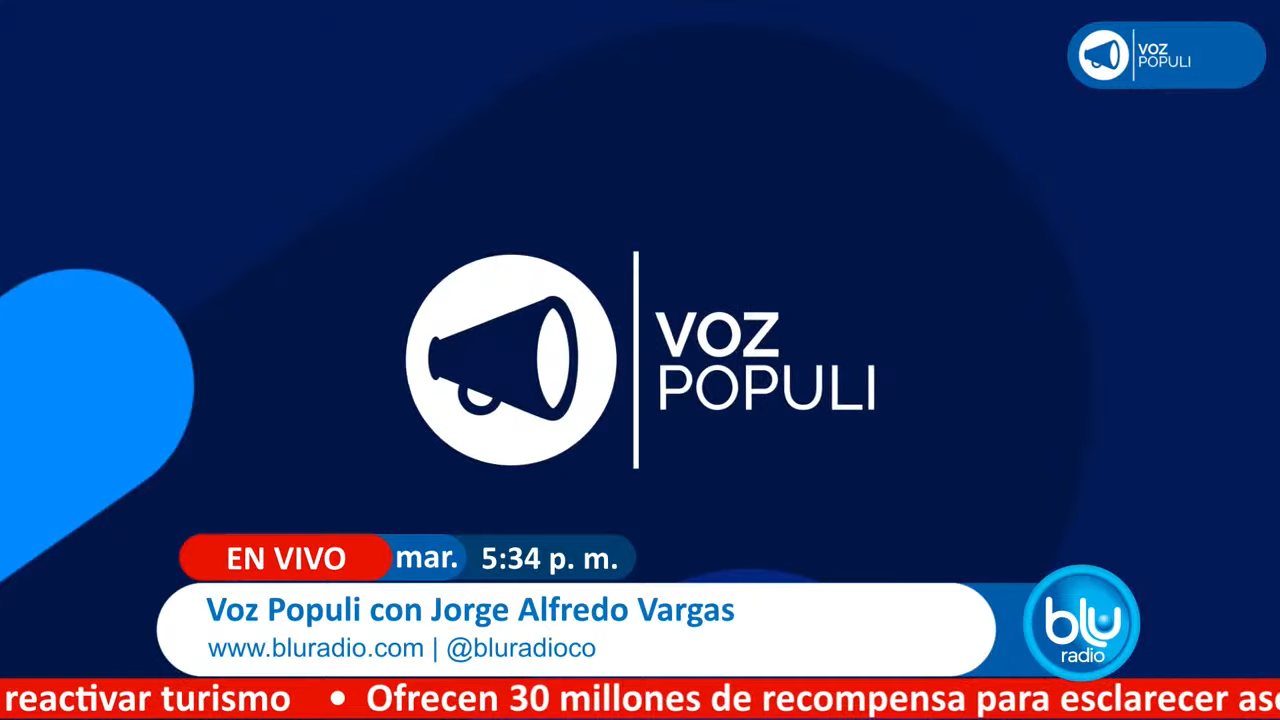 VOZ
POPULI
VOZ
POPULI
EN VIVO mar. 5:34 p. m.
Voz Populi con Jorge Alfredo Vargas
www.bluradio.com | @bluradioco
blu
radio
reactivar turismo • Ofrecen 30 millones de recompensa para esclarecer